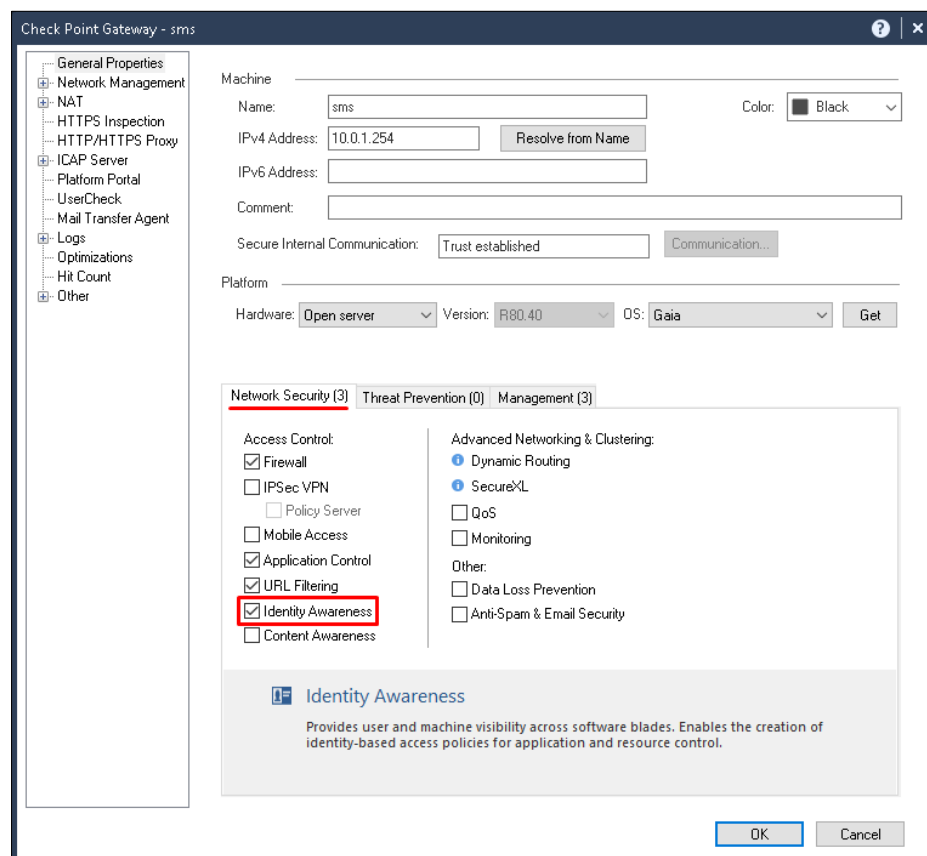 Check Point Gateway - sms
General Properties
Network Management
NAT
HTTPS Inspection
HTTP/HTTPS Proxy
ICAP Server
Platform Portal
UserCheck
Mail Transfer Agent
Logs
Optimizations
Hit Count
Other
Machine
Name: sms Color: Black
IPv4 Address: 10.0.1.254 Resolve from Name
IPv6 Address:
Comment:
Secure Internal Communication: Trust established Communication...
Platform
Hardware: Open server Version: R80.40 OS: Gaia Get
Network Security (3) Threat Prevention (0) Management (3)
Access Control:
Firewall
IPSec VPN
Policy Server
Mobile Access
Application Control
URL Filtering
Identity Awareness
Content Awareness
Advanced Networking & Clustering:
Dynamic Routing
SecureXL
QoS
Monitoring
Other:
Data Loss Prevention
Anti-Spam & Email Security
Identity Awareness
Provides user and machine visibility across software blades. Enables the creation of
identity-based access policies for application and resource control.
OK Cancel